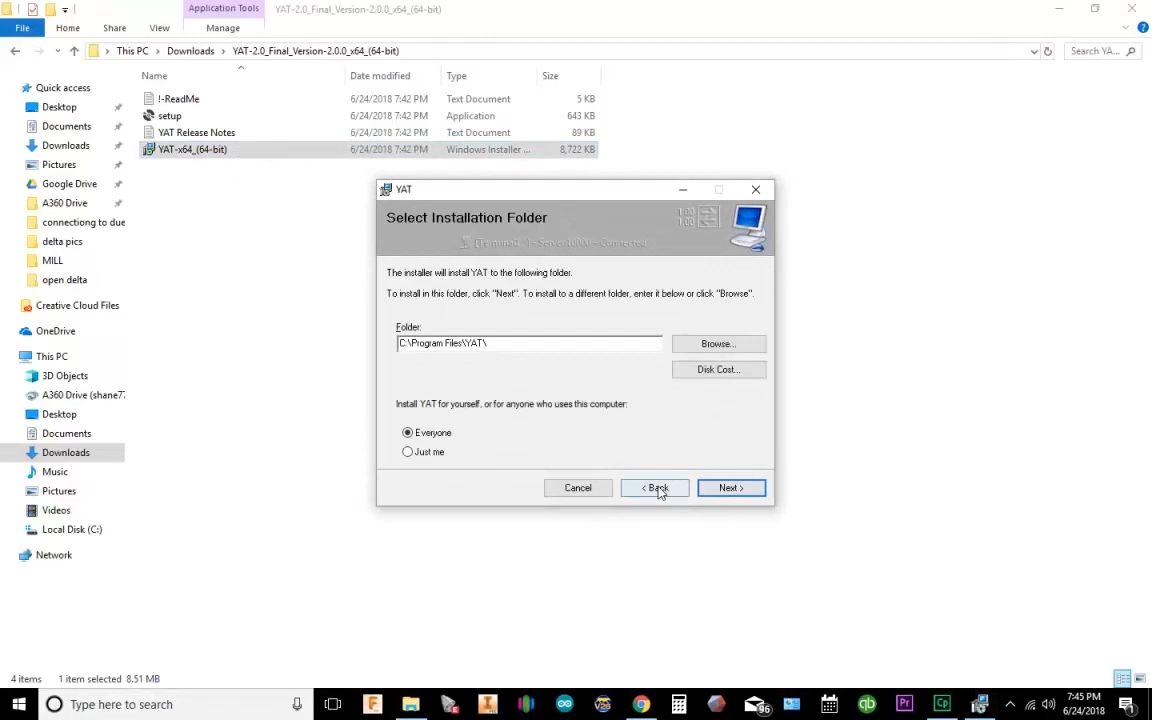 Application Tools
YAT-2.0_Final_Version-2.0.0_x64_(64-bit)
File
Home
Share
View
Manage
This PC
Downloads
YAT-2.0_Final_Version-2.0.0_x64_(64-bit)
Search YA...
Name
Date modified
Type
Size
!-ReadMe
6/24/2018 7:42 PM
Text Document
5 KB
setup
6/24/2018 7:42 PM
Application
643 KB
YAT Release Notes
6/24/2018 7:42 PM
Text Document
89 KB
YAT-x64_(64-bit)
6/24/2018 7:42 PM
Windows Installer ...
8,722 KB
Quick access
Desktop
Documents
Downloads
Pictures
Google Drive
A360 Drive
connecting to due
delta pics
MILL
open delta
Creative Cloud Files
OneDrive
This PC
3D Objects
A360 Drive (shane77
Desktop
Documents
Downloads
Music
Pictures
Videos
Local Disk (C:)
Network
YAT
Select Installation Folder
The installer will install YAT to the following folder.
To install in this folder, click "Next". To install to a different folder, enter it below or click "Browse".
Folder:
C:\Program Files\YAT\
Browse...
Disk Cost...
Install YAT for yourself, or for anyone who uses this computer:
Everyone
Just me
Cancel
< Back
Next >
4 items
1 item selected 8.51 MB
Type here to search
96
7:45 PM
6/24/2018
1